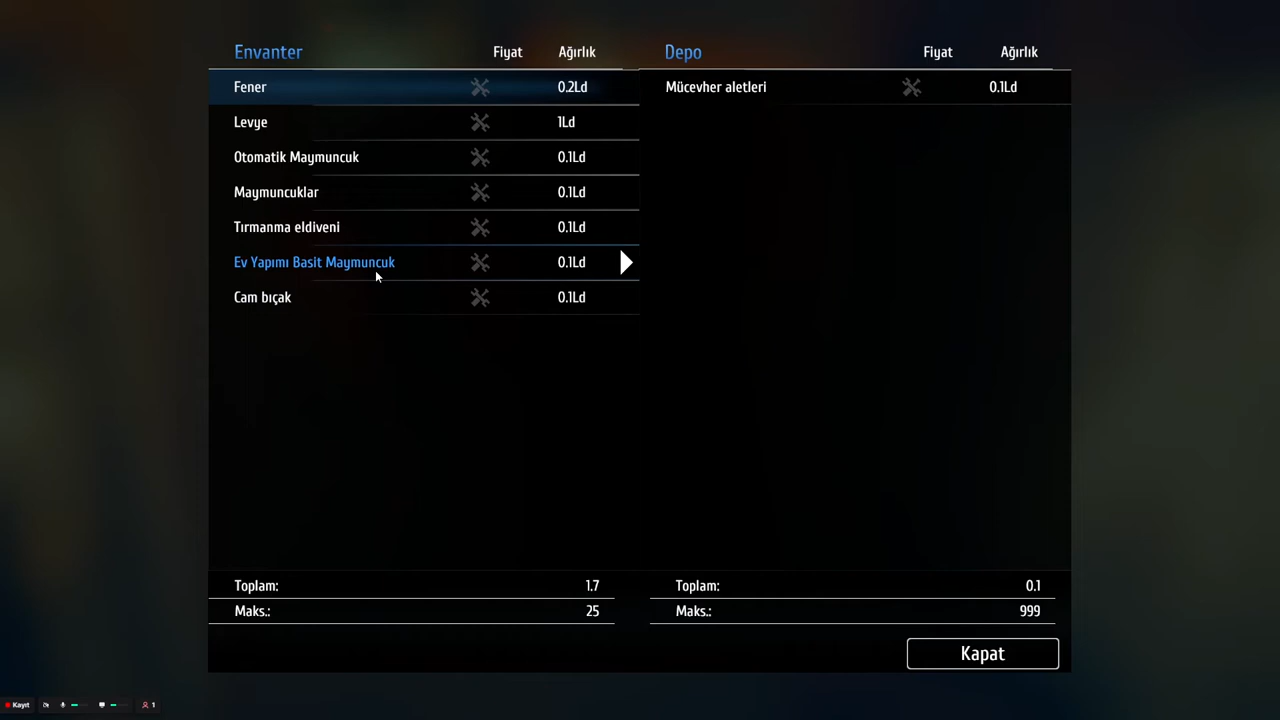 Envanter Fiyat Ağırlık
Fener 0.2Ld
Levye 1Ld
Otomatik Maymuncuk 0.1Ld
Maymuncuklar 0.1Ld
Tırmanma eldiveni 0.1Ld
Ev Yapımı Basit Maymuncuk 0.1Ld
Cam bıçak 0.1Ld
Toplam: 1.7
Maks.: 25
Depo Fiyat Ağırlık
Mücevher aletleri 0.1Ld
Toplam: 0.1
Maks.: 999
Kapat
Kayıt 1